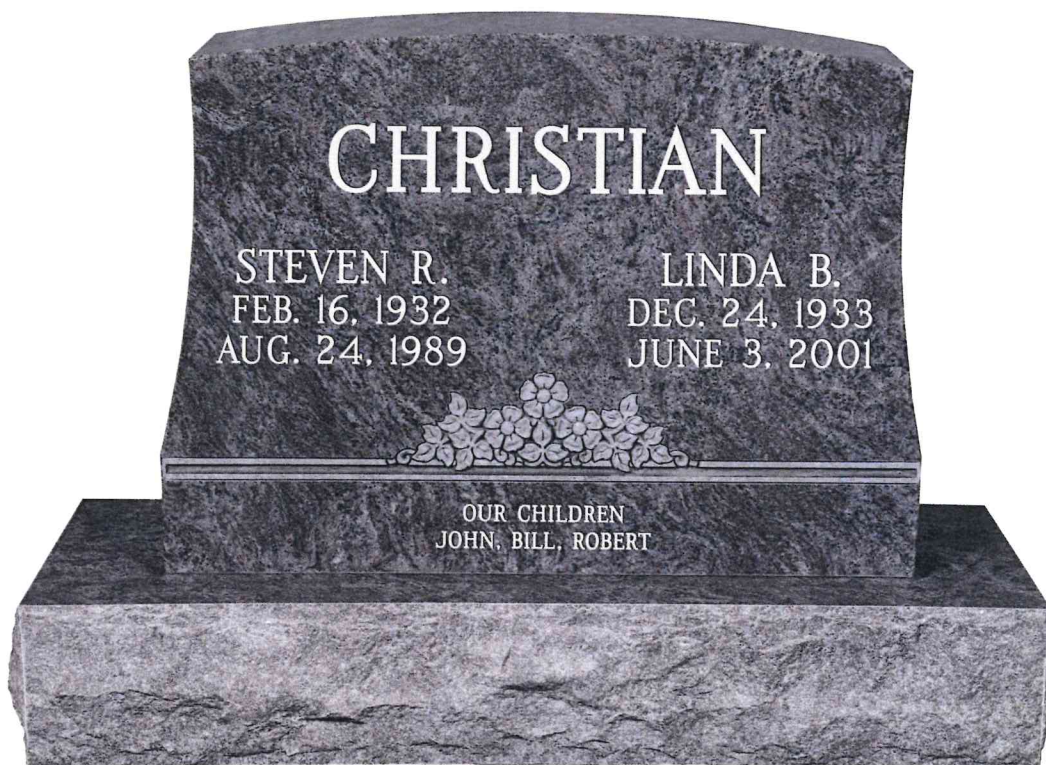 CHRISTIAN
STEVEN R.
FEB. 16, 1932
AUG. 24, 1989
LINDA B.
DEC. 24, 1933
JUNE 3, 2001
OUR CHILDREN
JOHN, BILL, ROBERT